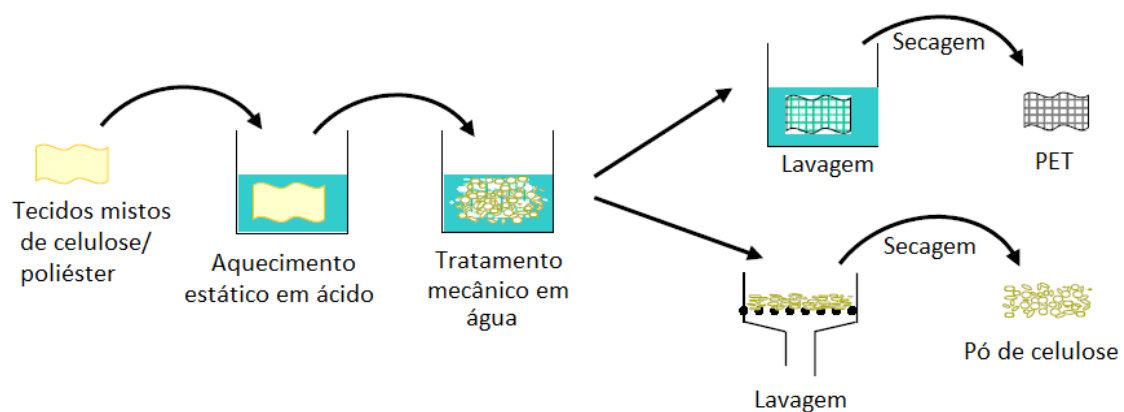 Tecidos mistos
de celulose/
poliéster
Aquecimento
estático em ácido
Tratamento
mecânico em
água
Secagem
Lavagem
PET
Secagem
Lavagem
Pó de celulose